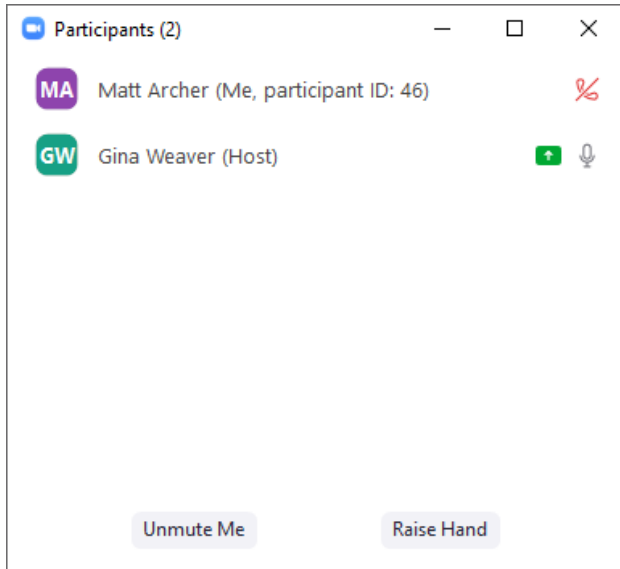 Participants (2)
MA Matt Archer (Me, participant ID: 46)
GW Gina Weaver (Host)
Unmute Me Raise Hand